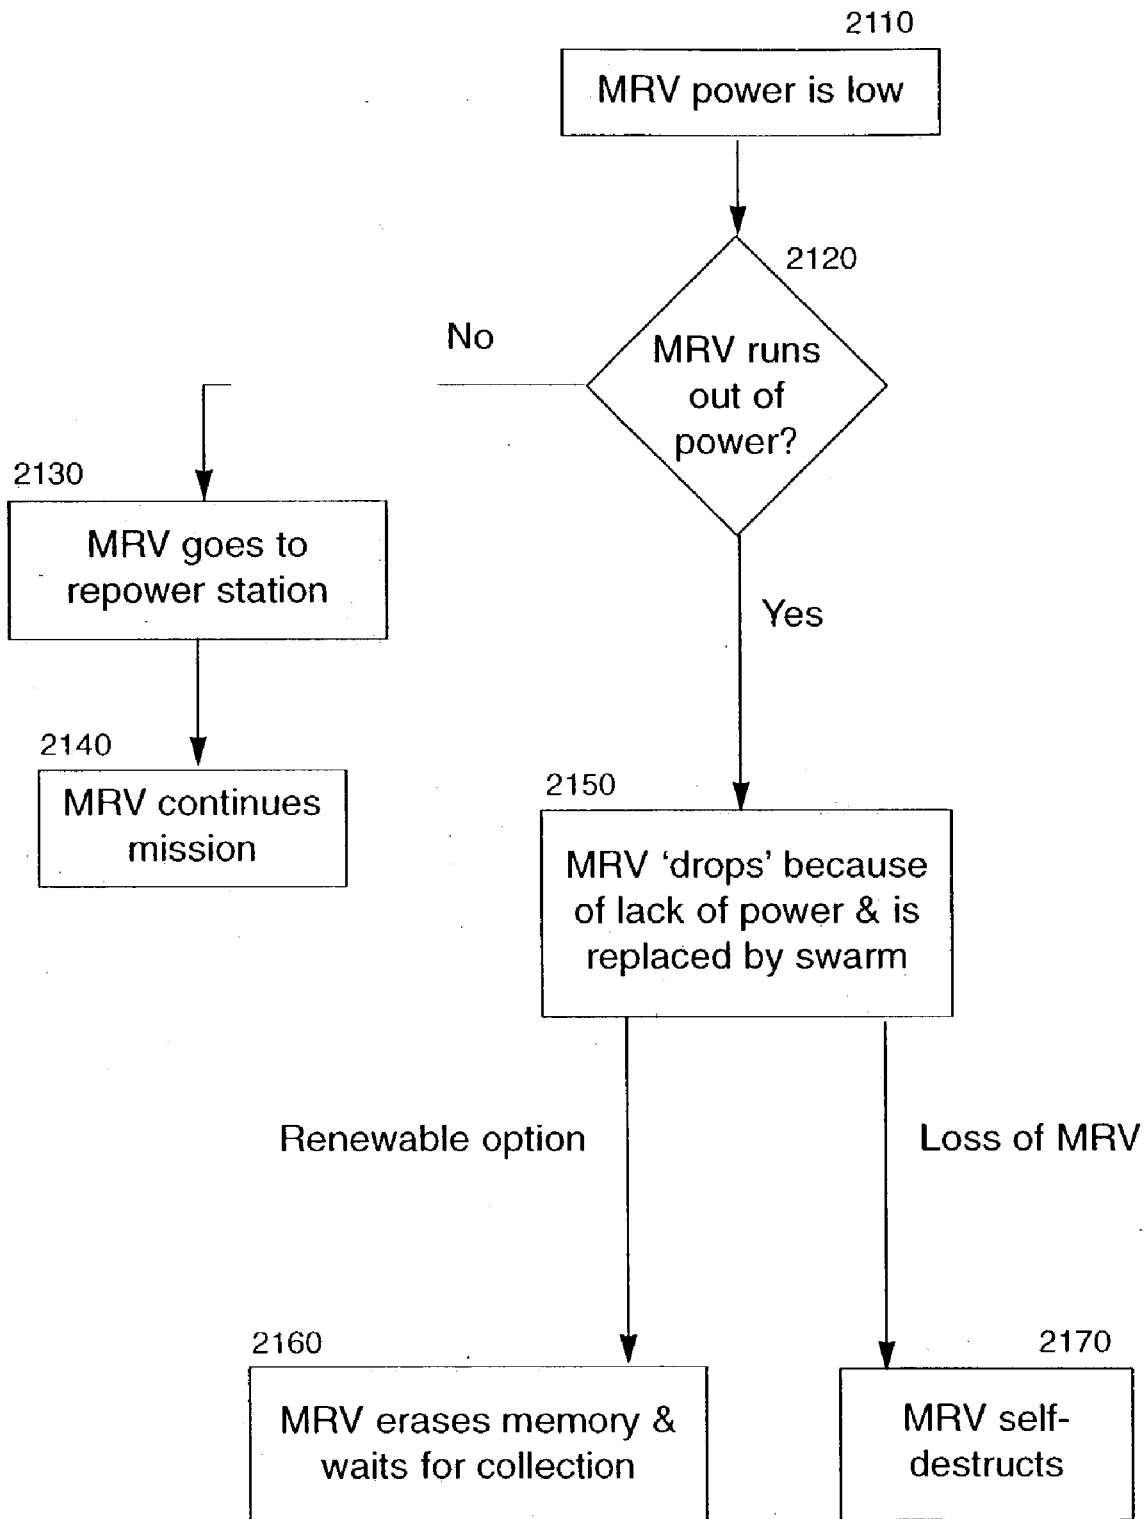 2110
MRV power is low
2120
MRV runs
out of
power?
No
Yes
2130
MRV goes to
repower station
2140
MRV continues
mission
2150
MRV ‘drops’ because
of lack of power & is
replaced by swarm
Renewable option
Loss of MRV
2160
MRV erases memory &
waits for collection
2170
MRV self-
destructs